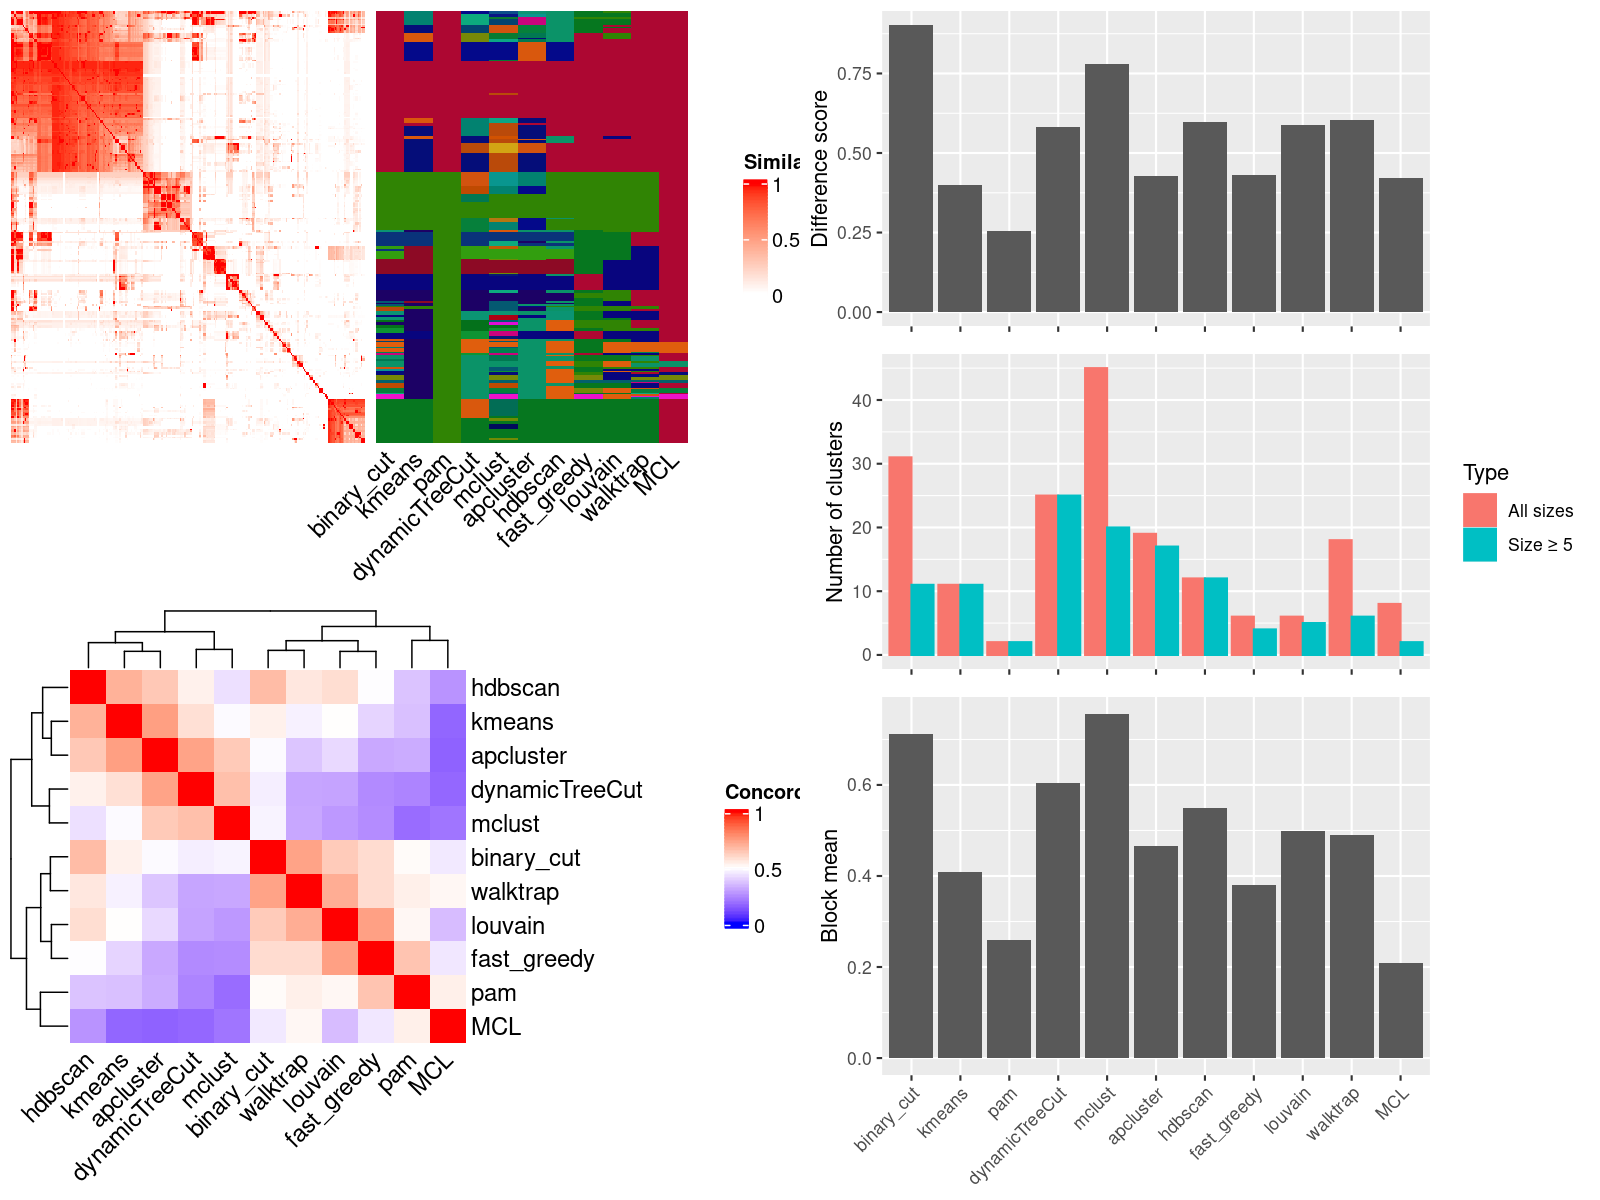 Simila
1
0.5
0
binary_cut
kmeans
pam
dynamicTreeCut
mclust
apcluster
hdbscan
fast_greedy
louvain
walktrap
MCL
hdbscan
kmeans
apcluster
dynamicTreeCut
mclust
binary_cut
walktrap
louvain
fast_greedy
pam
MCL
Concord
1
0.5
0
hdbscan
kmeans
apcluster
dynamicTreeCut
mclust
binary_cut
walktrap
louvain
fast_greedy
pam
MCL
Difference score
0.75
0.50
0.25
0.00
Number of clusters
40
30
20
10
0
Type
All sizes
Size ≥ 5
Block mean
0.6
0.4
0.2
0.0
binary_cut
kmeans
pam
dynamicTreeCut
mclust
apcluster
hdbscan
fast_greedy
louvain
walktrap
MCL